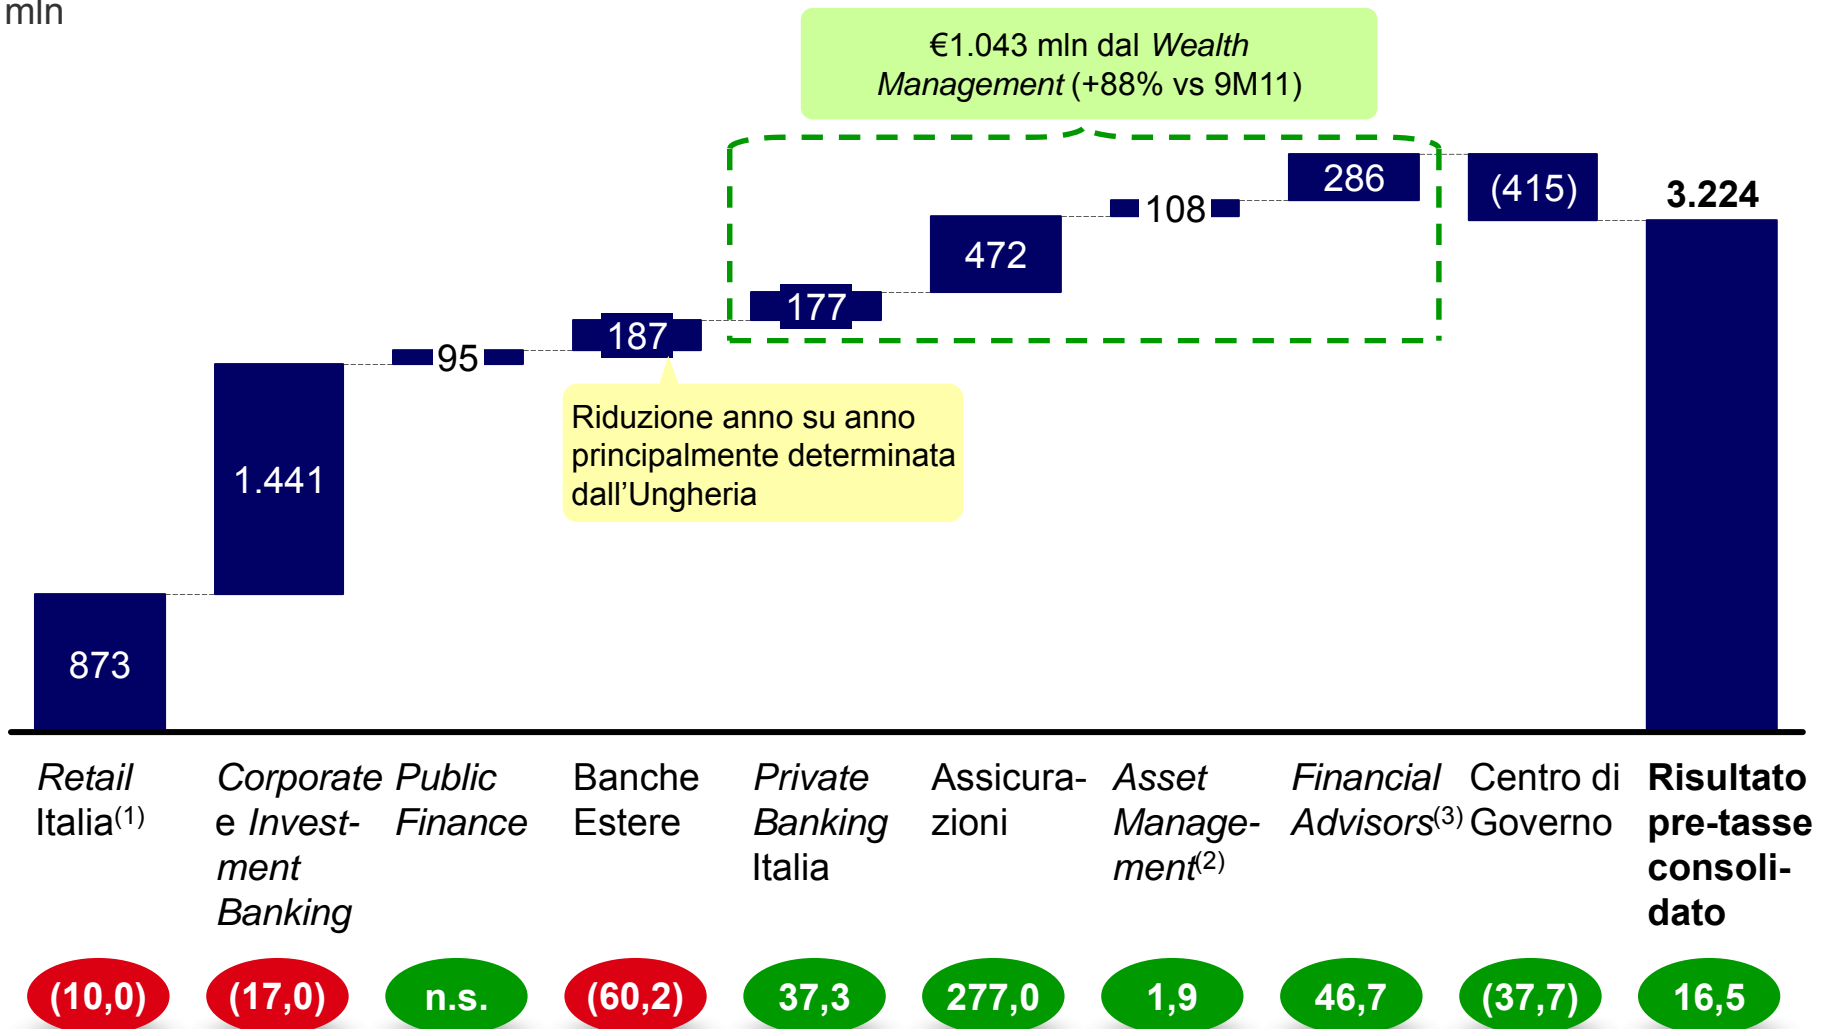 mln
€1.043 mln dal Wealth
Management (+88% vs 9M11)
873
1.441
95
187
177
472
108
286
(415)
3.224
Riduzione anno su anno
principalmente determinata
dall’Ungheria
Retail
Italia(1)
Corporate
e Invest-
ment
Banking
Public
Finance
Banche
Estere
Private
Banking
Italia
Assicura-
zioni
Asset
Manage-
ment(2)
Financial
Advisors(3)
Centro di
Governo
Risultato
pre-tasse
consoli-
dato
(10,0)
(17,0)
n.s.
(60,2)
37,3
277,0
1,9
46,7
(37,7)
16,5